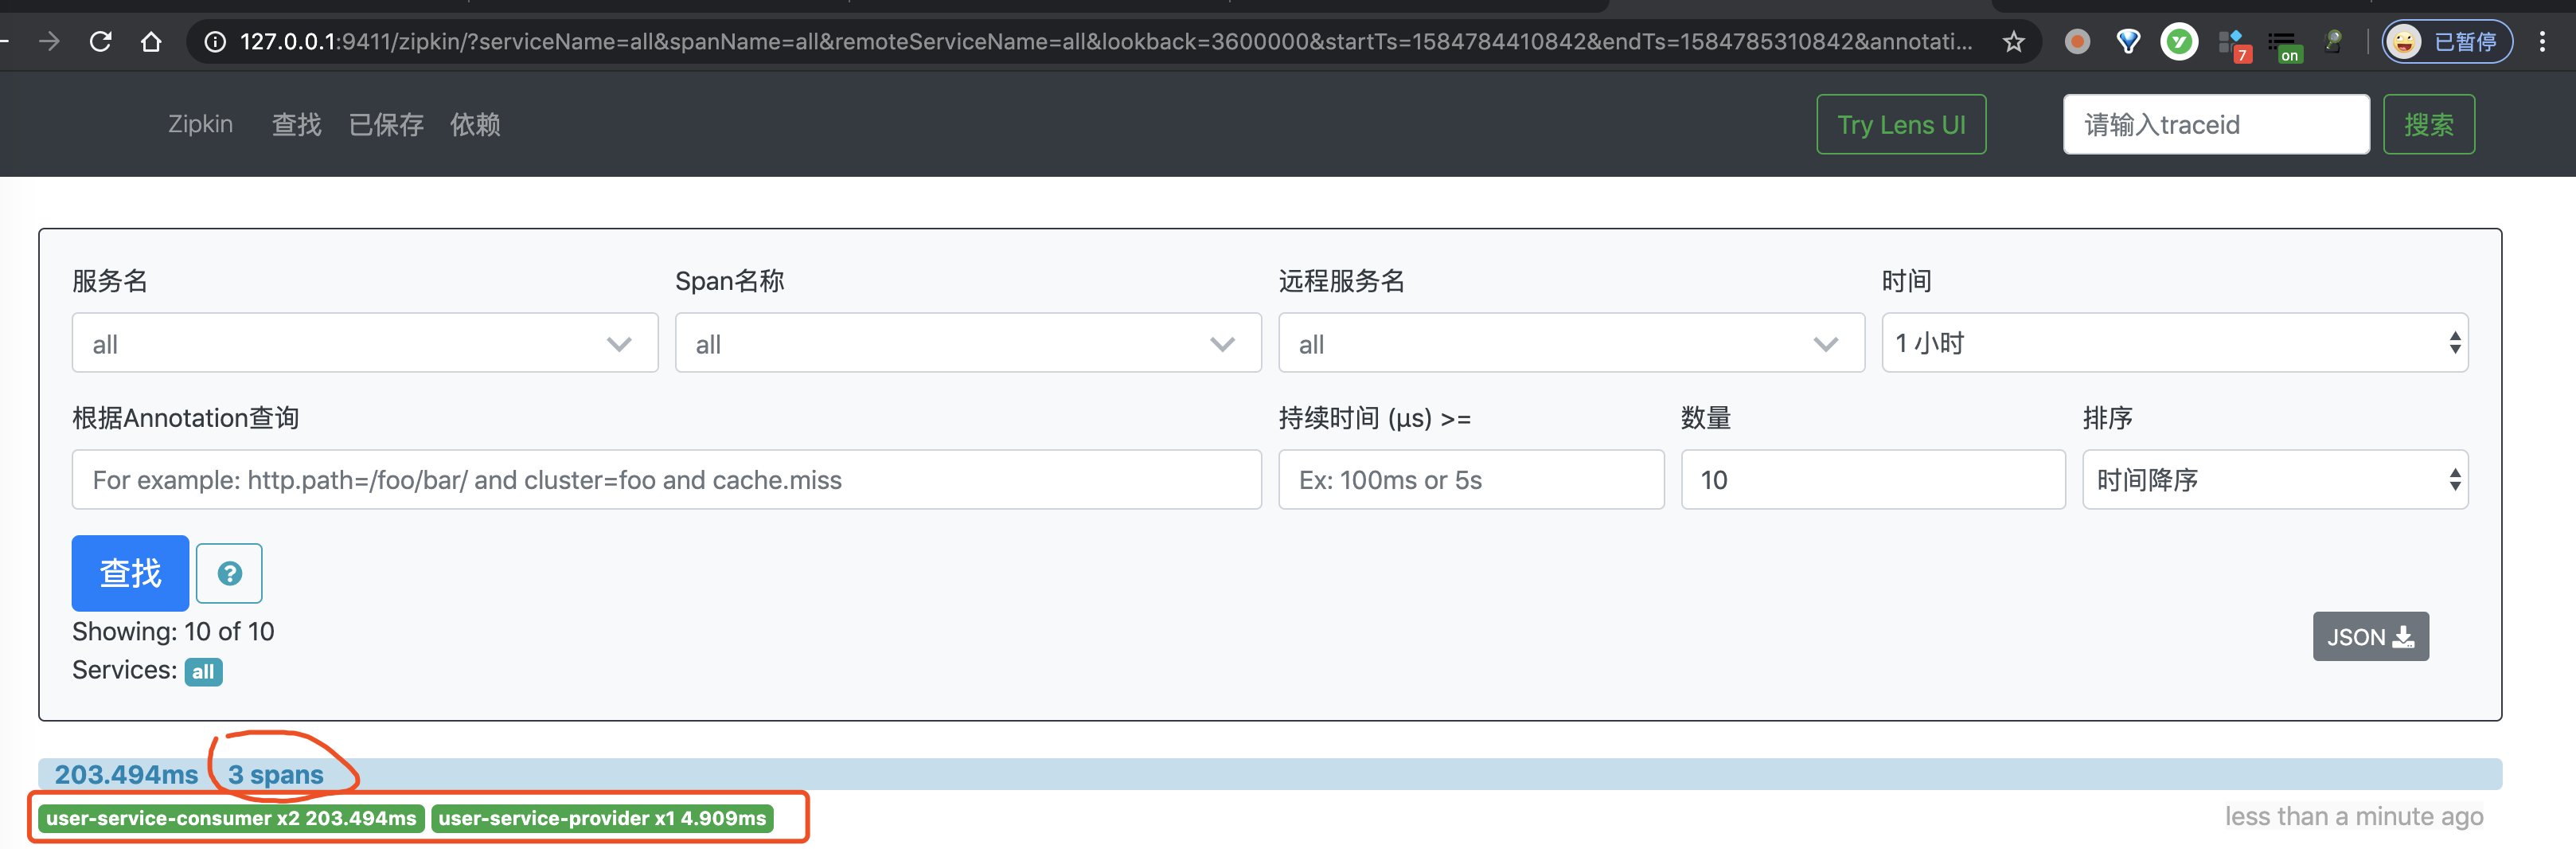 127.0.0.1:9411/zipkin/?serviceName=all&spanName=all&remoteServiceName=all&lookback=3600000&startTs=1584784410842&endTs=1584785310842&annotati...
7
on
已暂停
Zipkin 查找 已保存 依赖
Try Lens UI
请输入traceid
搜索
服务名 Span名称 远程服务名 时间
all all all 1 小时
根据Annotation查询 持续时间 (μs) >= 数量 排序
For example: http.path=/foo/bar/ and cluster=foo and cache.miss Ex: 100ms or 5s 10 时间降序
查找 ?
Showing: 10 of 10
JSON
Services: all
203.494ms 3 spans
user-service-consumer x2 203.494ms user-service-provider x1 4.909ms less than a minute ago